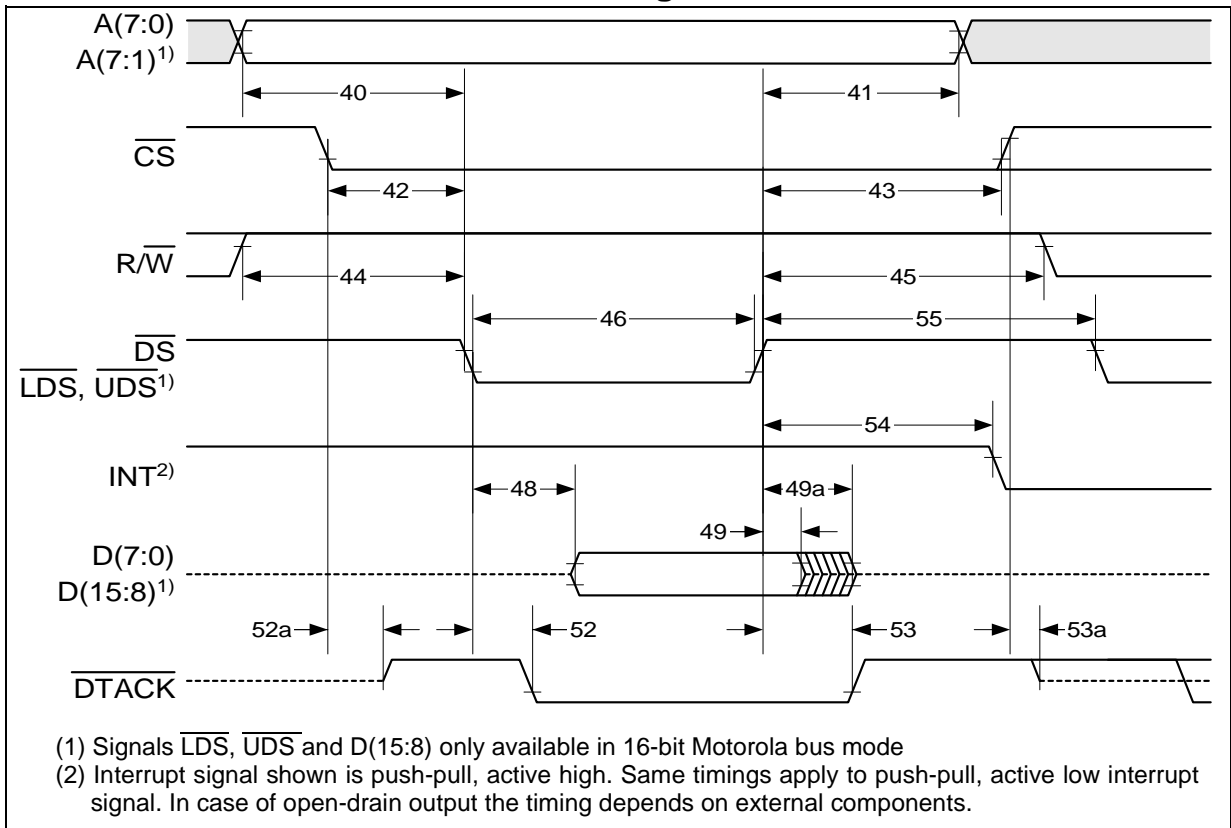 A(7:0)
A(7:1)1)
40
41
CS
42
43
R/W
44
45
46
55
DS
LDS, UDS1)
54
INT2)
48
49a
49
D(7:0)
D(15:8)1)
52a
52
53
53a
DTACK
(1) Signals LDS, UDS and D(15:8) only available in 16-bit Motorola bus mode
(2) Interrupt signal shown is push-pull, active high. Same timings apply to push-pull, active low interrupt
signal. In case of open-drain output the timing depends on external components.